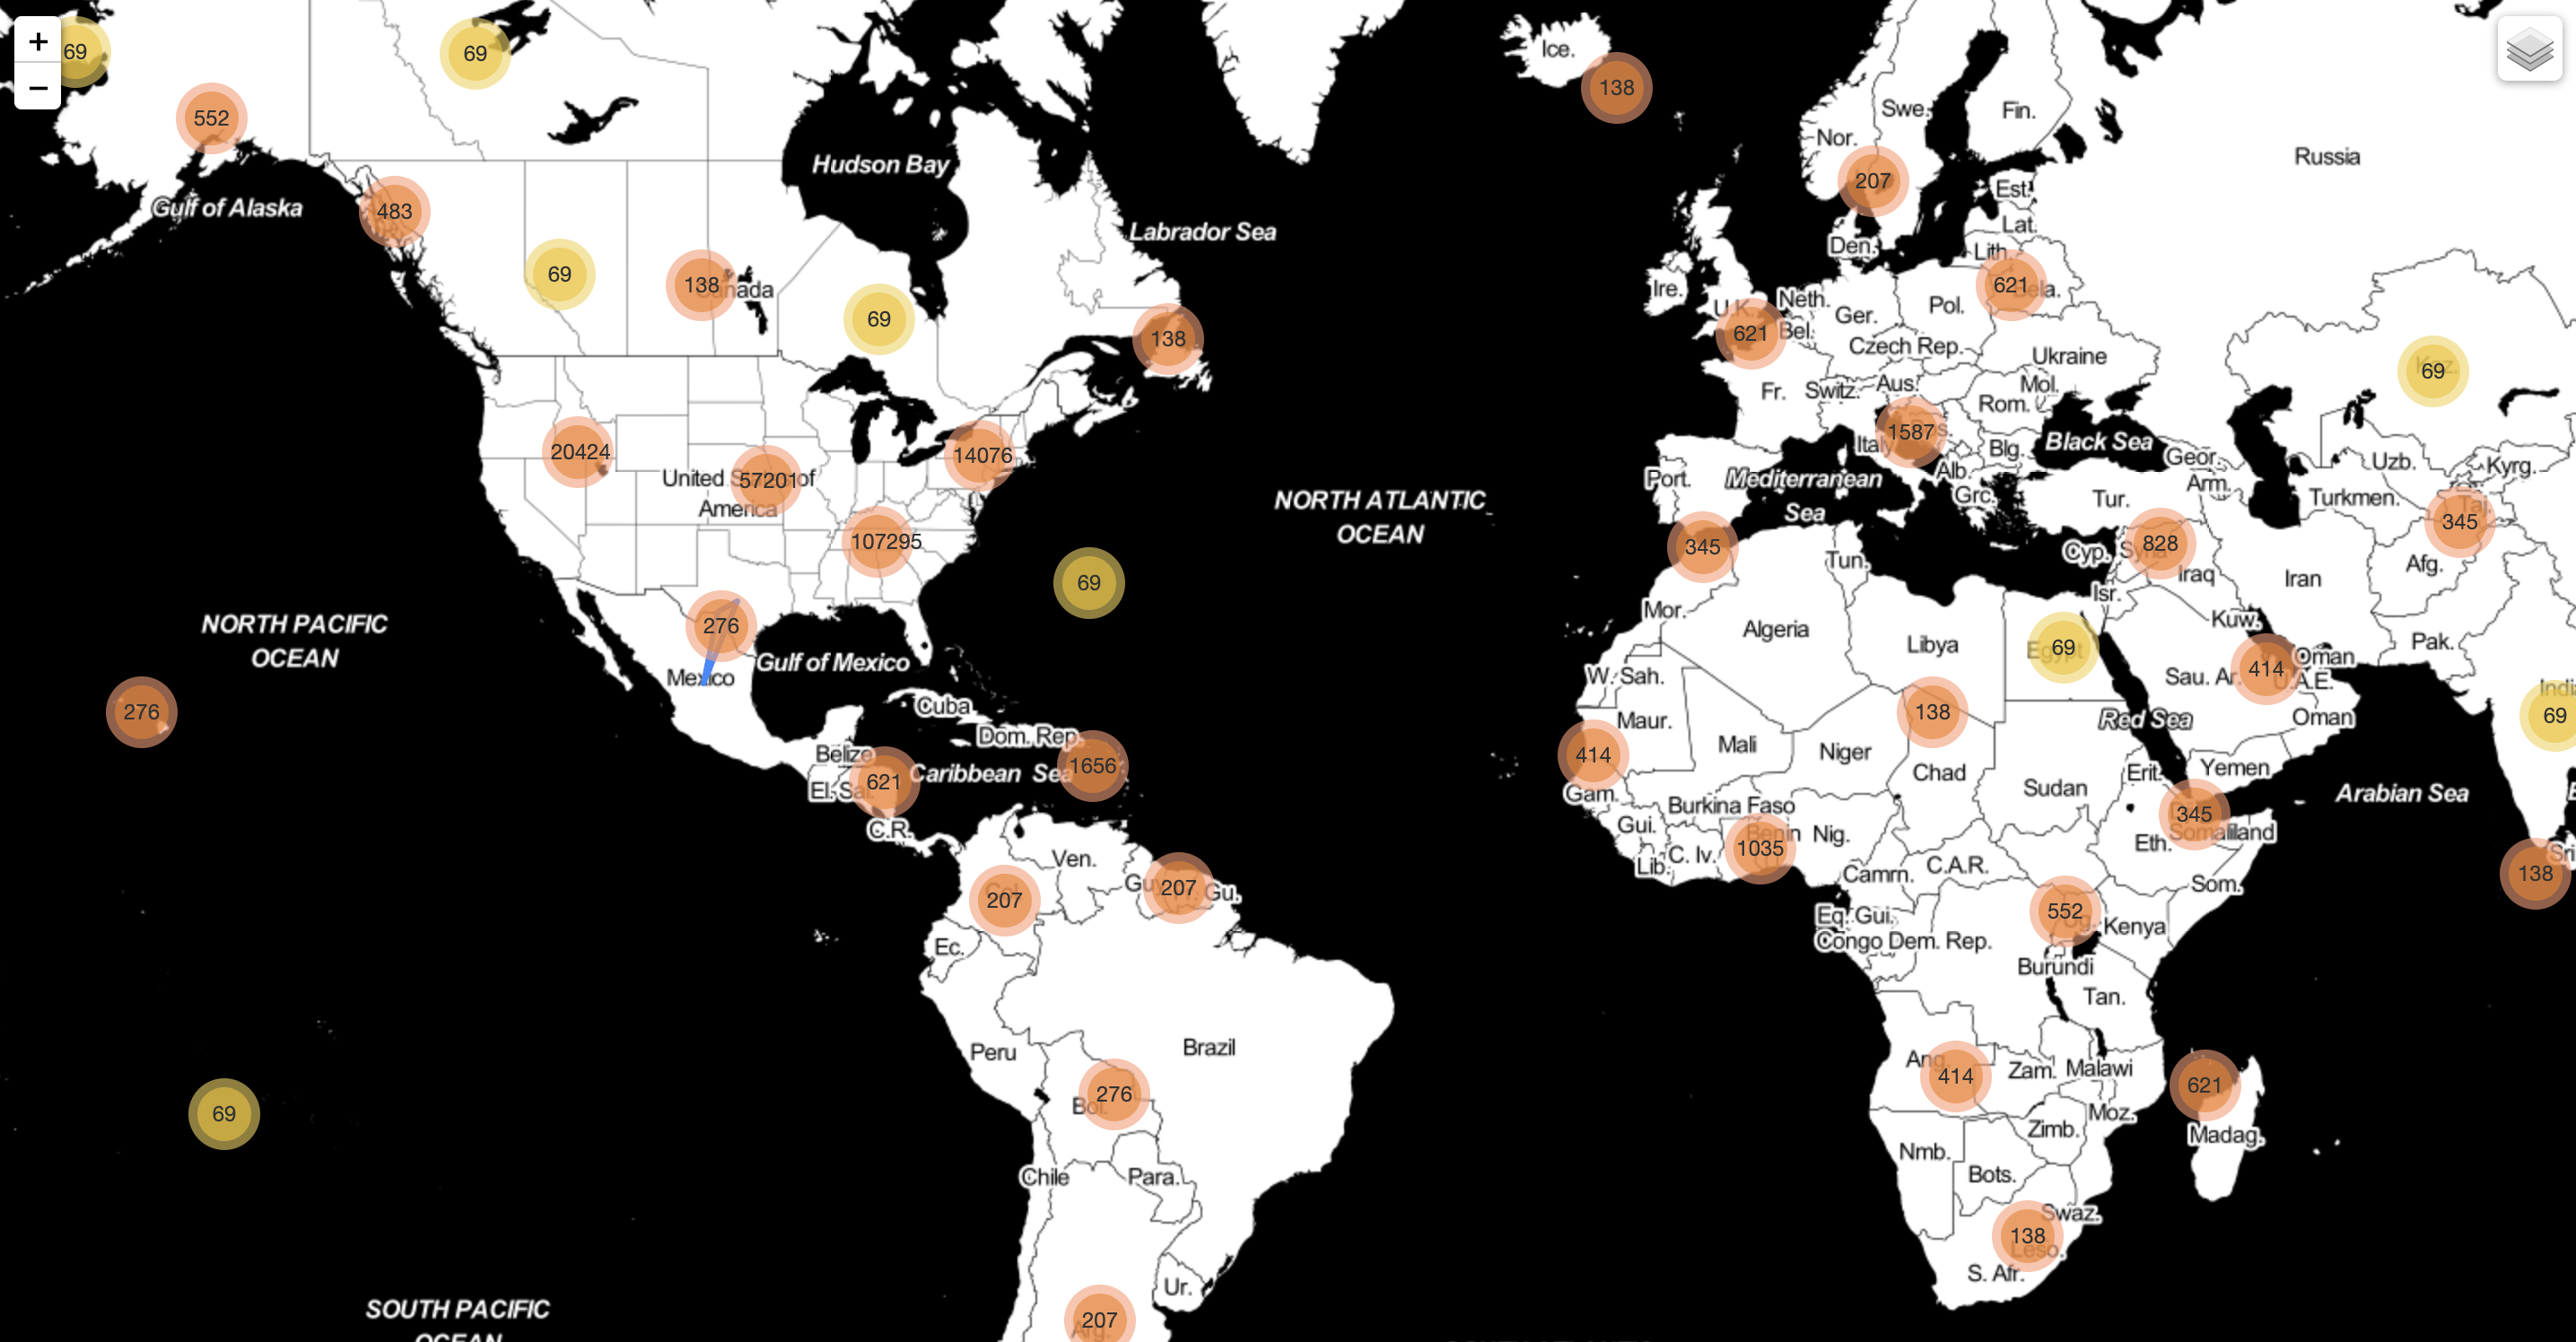 +
−
69
69
552
Ice.
138
Swe.
Fin.
Nor.
Russia
Hudson Bay
207
Est.
Gulf of Alaska
483
Labrador Sea
Lat.
Den.
Lith.
69
138
Canada
621
Bela.
Ire.
U.K.
Neth.
Ger.
Pol.
69
138
621
Bel.
Czech Rep.
Ukraine
69
Fr.
Switz.
Aus.
Mol.
Rom.
20424
14076
1587
Italy
Blg.
Black Sea
Geor.
Uzb.
Kyrg.
United States of
America
57201
Port.
Mediterranean
Sea
Alb.
Grc.
Arm.
Tur.
Turkmen.
Taj.
345
NORTH ATLANTIC
OCEAN
107295
345
Tun.
Cyp.
Syria
828
Iraq
Iran
Afg.
69
Isr.
Mor.
Kuw.
NORTH PACIFIC
OCEAN
276
Algeria
Libya
Egypt
69
Pak.
Gulf of Mexico
Mexico
W. Sah.
Sau. Ar.
414
Oman
U.A.E.
276
Cuba
138
Maur.
Red Sea
Oman
69
Dom. Rep.
Belize
Caribbean Sea
1656
621
El. Sal.
414
Mali
Niger
Chad
Sudan
Erit.
Yemen
Arabian Sea
Gam.
Burkina Faso
C.R.
Gui.
Benin
Nig.
1035
345
Somaliland
Eth.
Lib.
C. Iv.
Ven.
Camrn.
C.A.R.
Som.
138
207
207
Gu.
Eq. Gui.
552
Kenya
Ec.
Congo Dem. Rep.
Burundi
Tan.
Peru
Brazil
Ang.
414
Zam.
Malawi
621
276
Bol.
69
Moz.
Zimb.
Madag.
Nmb.
Chile
Para.
Bots.
Swaz.
138
Leso.
S. Afr.
Ur.
SOUTH PACIFIC
OCEAN
207
Arg.